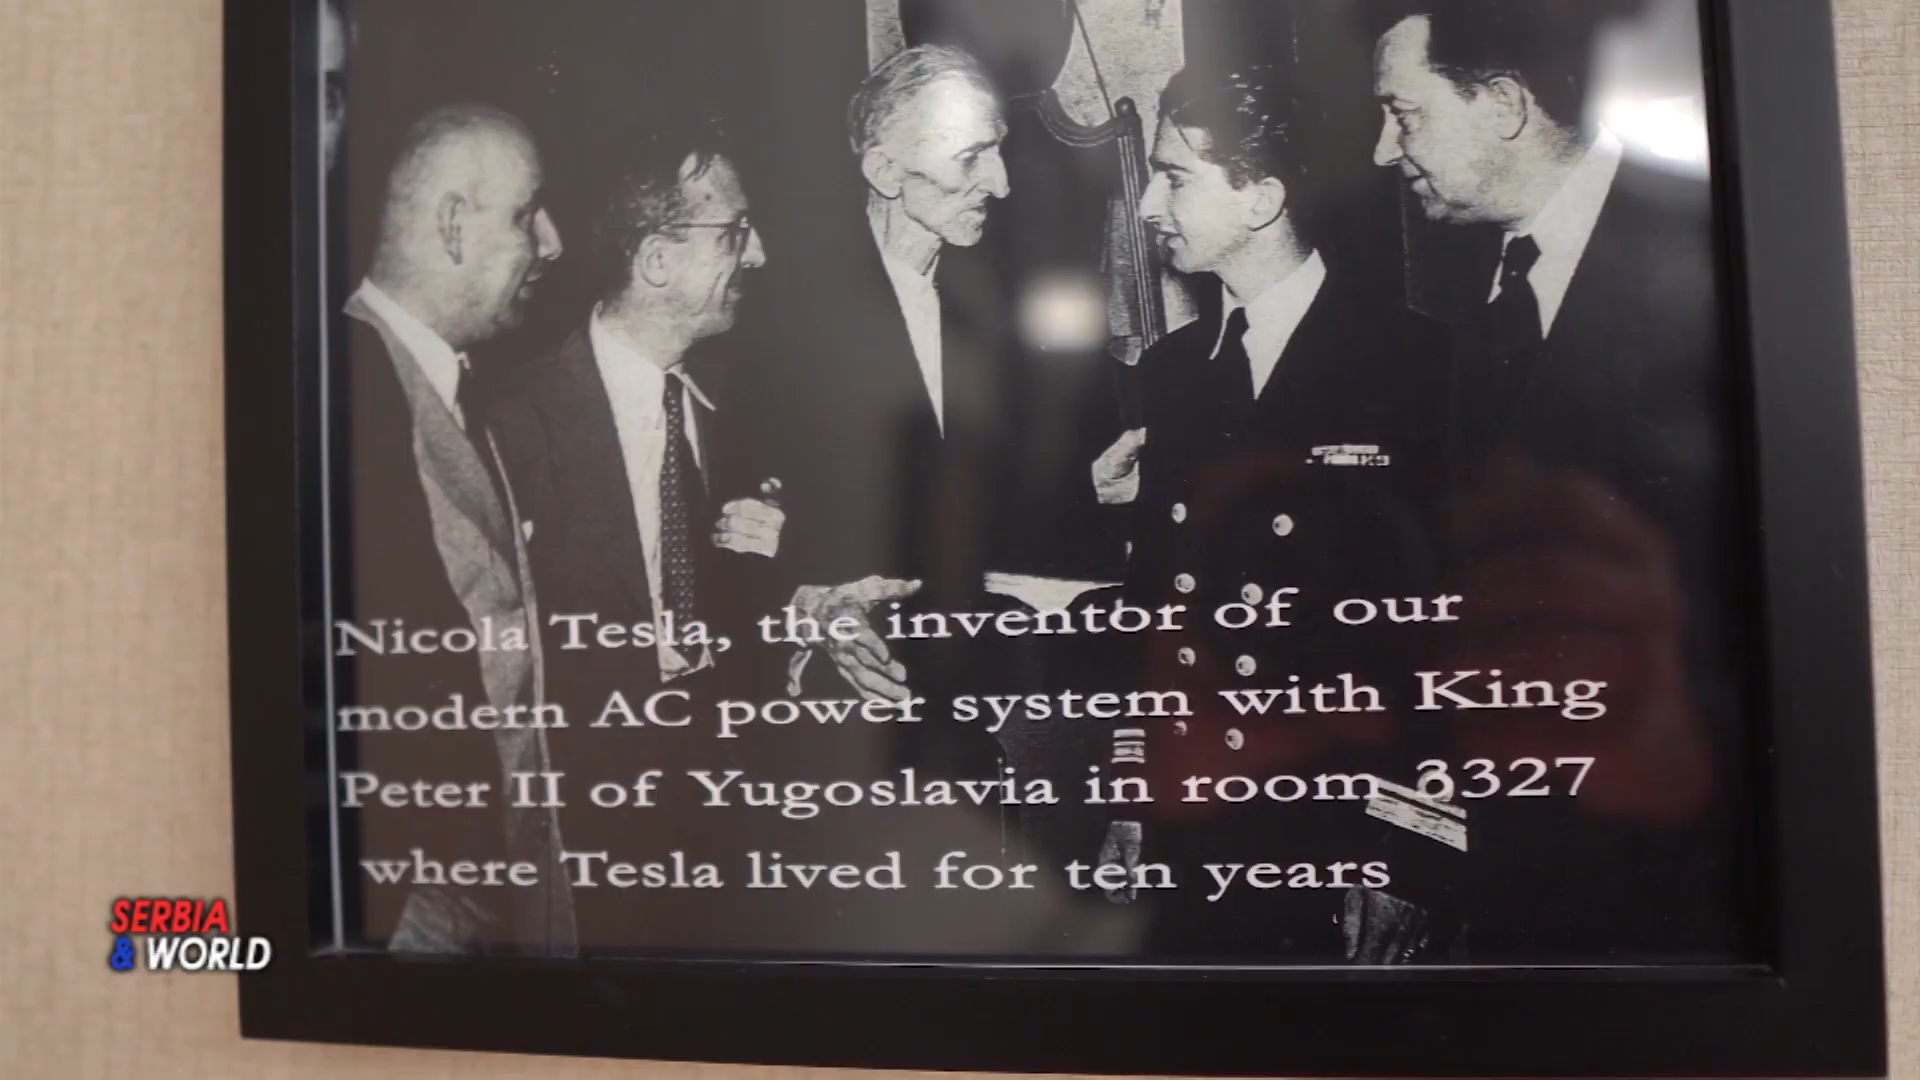 Nicola Tesla, the inventor of our
modern AC power system with King
Peter II of Yugoslavia in room 3327
where Tesla lived for ten years
SERBIA
& WORLD